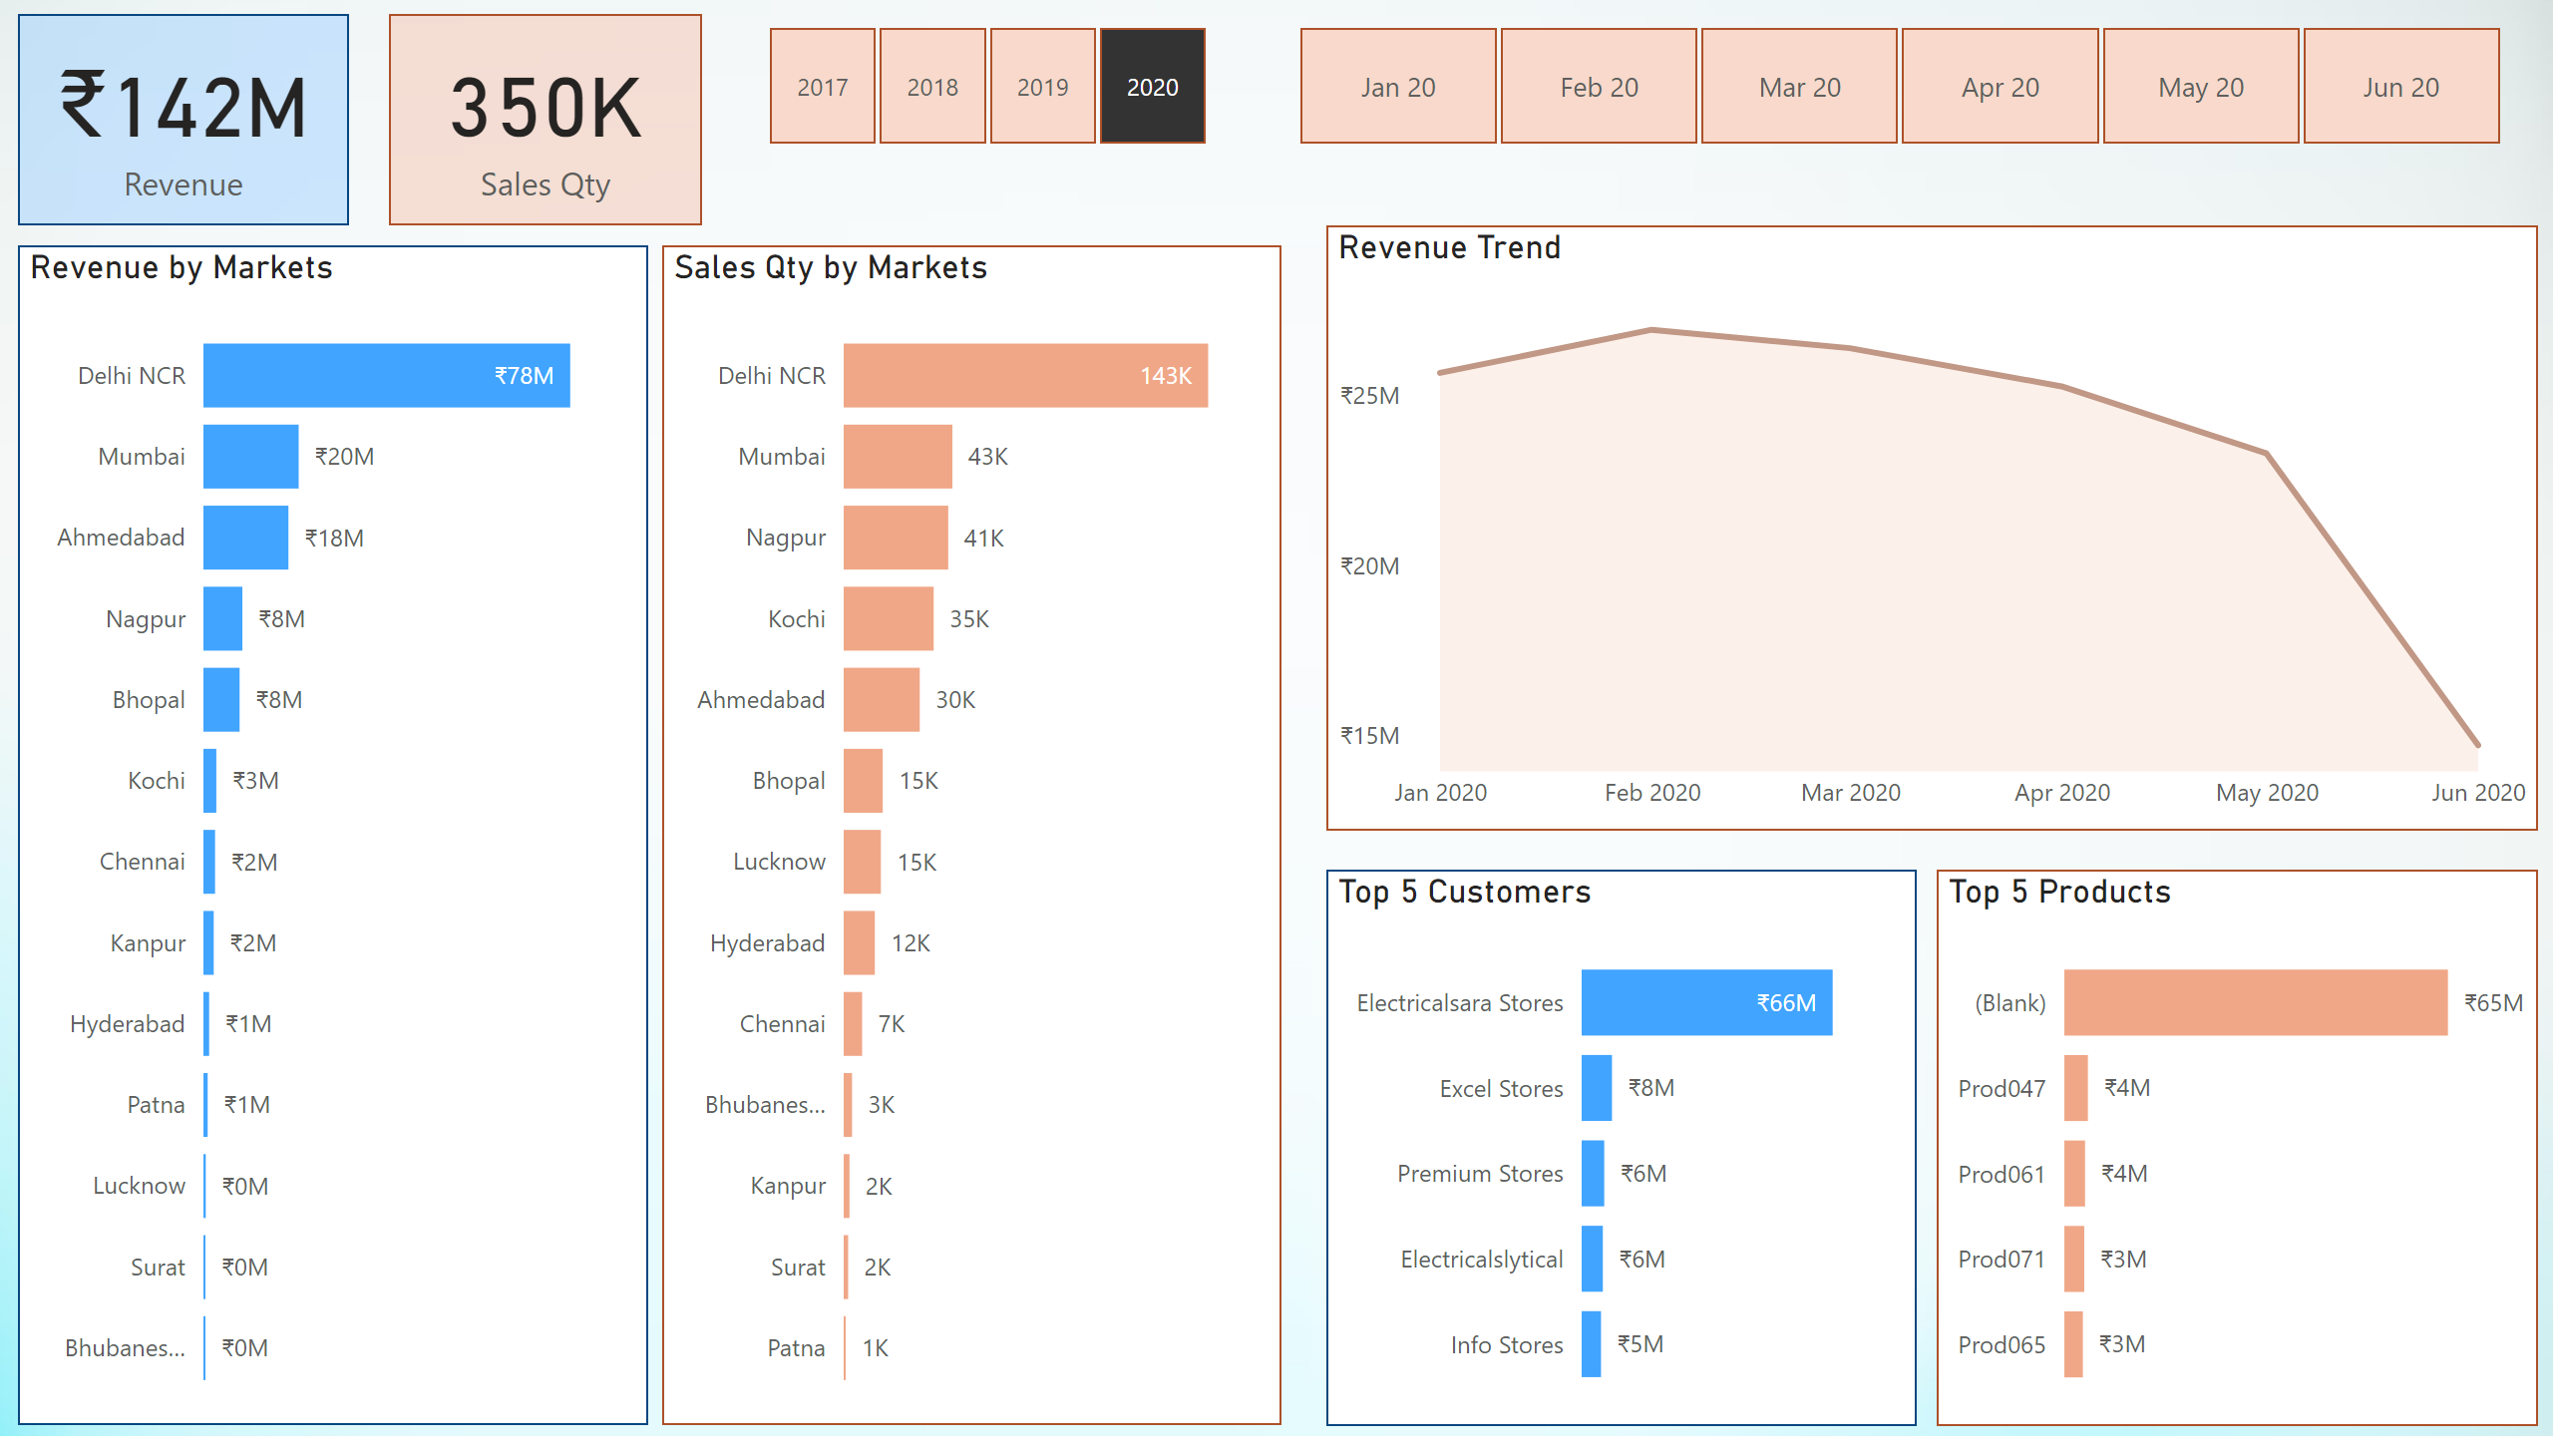 ₹142M
Revenue
350K
Sales Qty
2017
2018
2019
2020
Jan 20
Feb 20
Mar 20
Apr 20
May 20
Jun 20
Revenue by Markets
Delhi NCR ₹78M
Mumbai ₹20M
Ahmedabad ₹18M
Nagpur ₹8M
Bhopal ₹8M
Kochi ₹3M
Chennai ₹2M
Kanpur ₹2M
Hyderabad ₹1M
Patna ₹1M
Lucknow ₹0M
Surat ₹0M
Bhubanes... ₹0M
Sales Qty by Markets
Delhi NCR 143K
Mumbai 43K
Nagpur 41K
Kochi 35K
Ahmedabad 30K
Bhopal 15K
Lucknow 15K
Hyderabad 12K
Chennai 7K
Bhubanes... 3K
Kanpur 2K
Surat 2K
Patna 1K
Revenue Trend
₹25M
₹20M
₹15M
Jan 2020 Feb 2020 Mar 2020 Apr 2020 May 2020 Jun 2020
Top 5 Customers
Electricalsara Stores ₹66M
Excel Stores ₹8M
Premium Stores ₹6M
Electricalslytical ₹6M
Info Stores ₹5M
Top 5 Products
(Blank) ₹65M
Prod047 ₹4M
Prod061 ₹4M
Prod071 ₹3M
Prod065 ₹3M